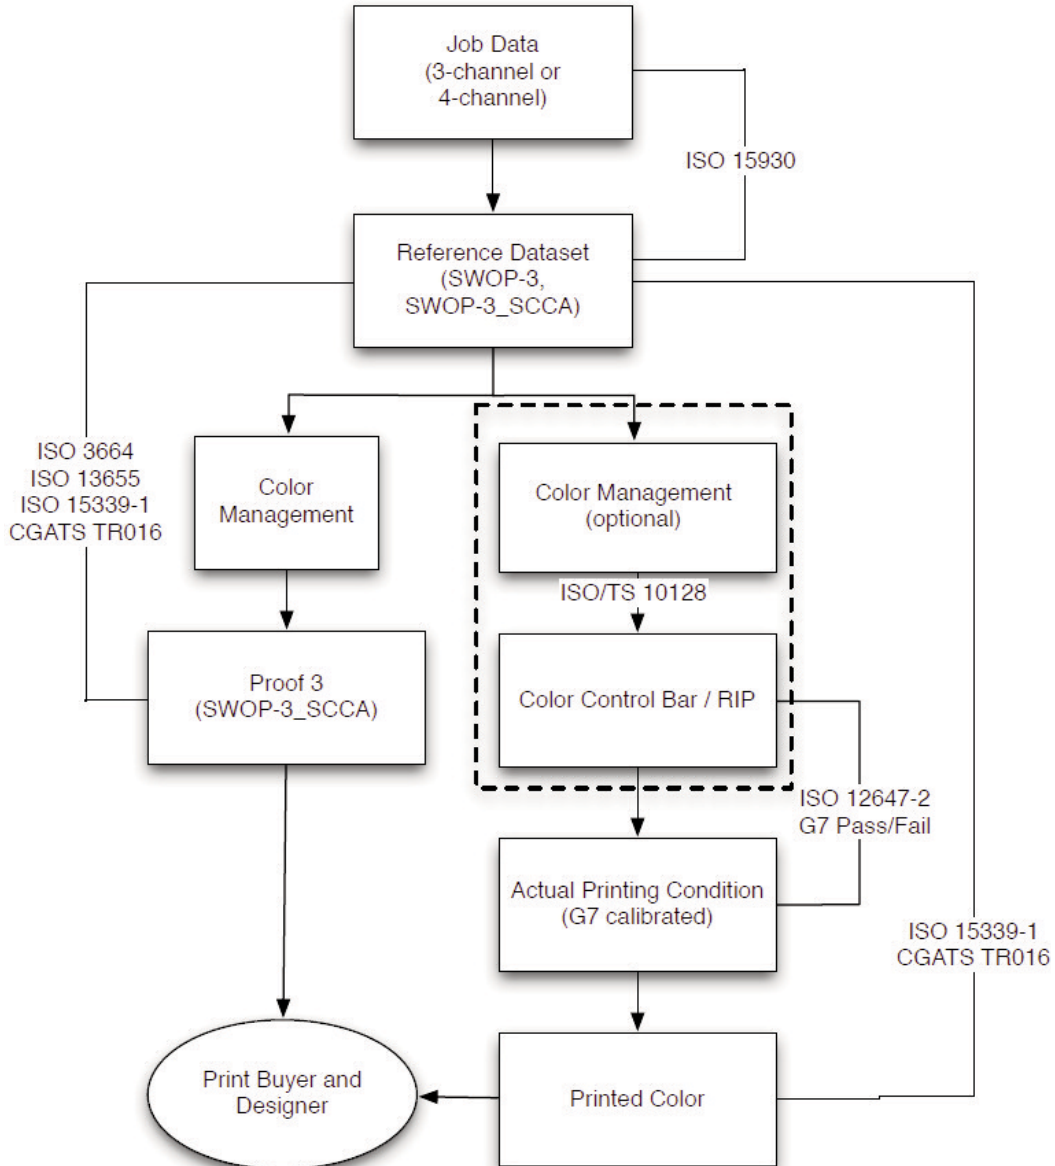 Job Data
(3-channel or
4-channel)
ISO 15930
Reference Dataset
(SWOP-3,
SWOP-3_SCCA)
ISO 3664
ISO 13655
ISO 15339-1
CGATS TR016
Color
Management
Color Management
(optional)
ISO/TS 10128
Proof 3
(SWOP-3_SCCA)
Color Control Bar / RIP
ISO 12647-2
G7 Pass/Fail
Actual Printing Condition
(G7 calibrated)
ISO 15339-1
CGATS TR016
Print Buyer and
Designer
Printed Color